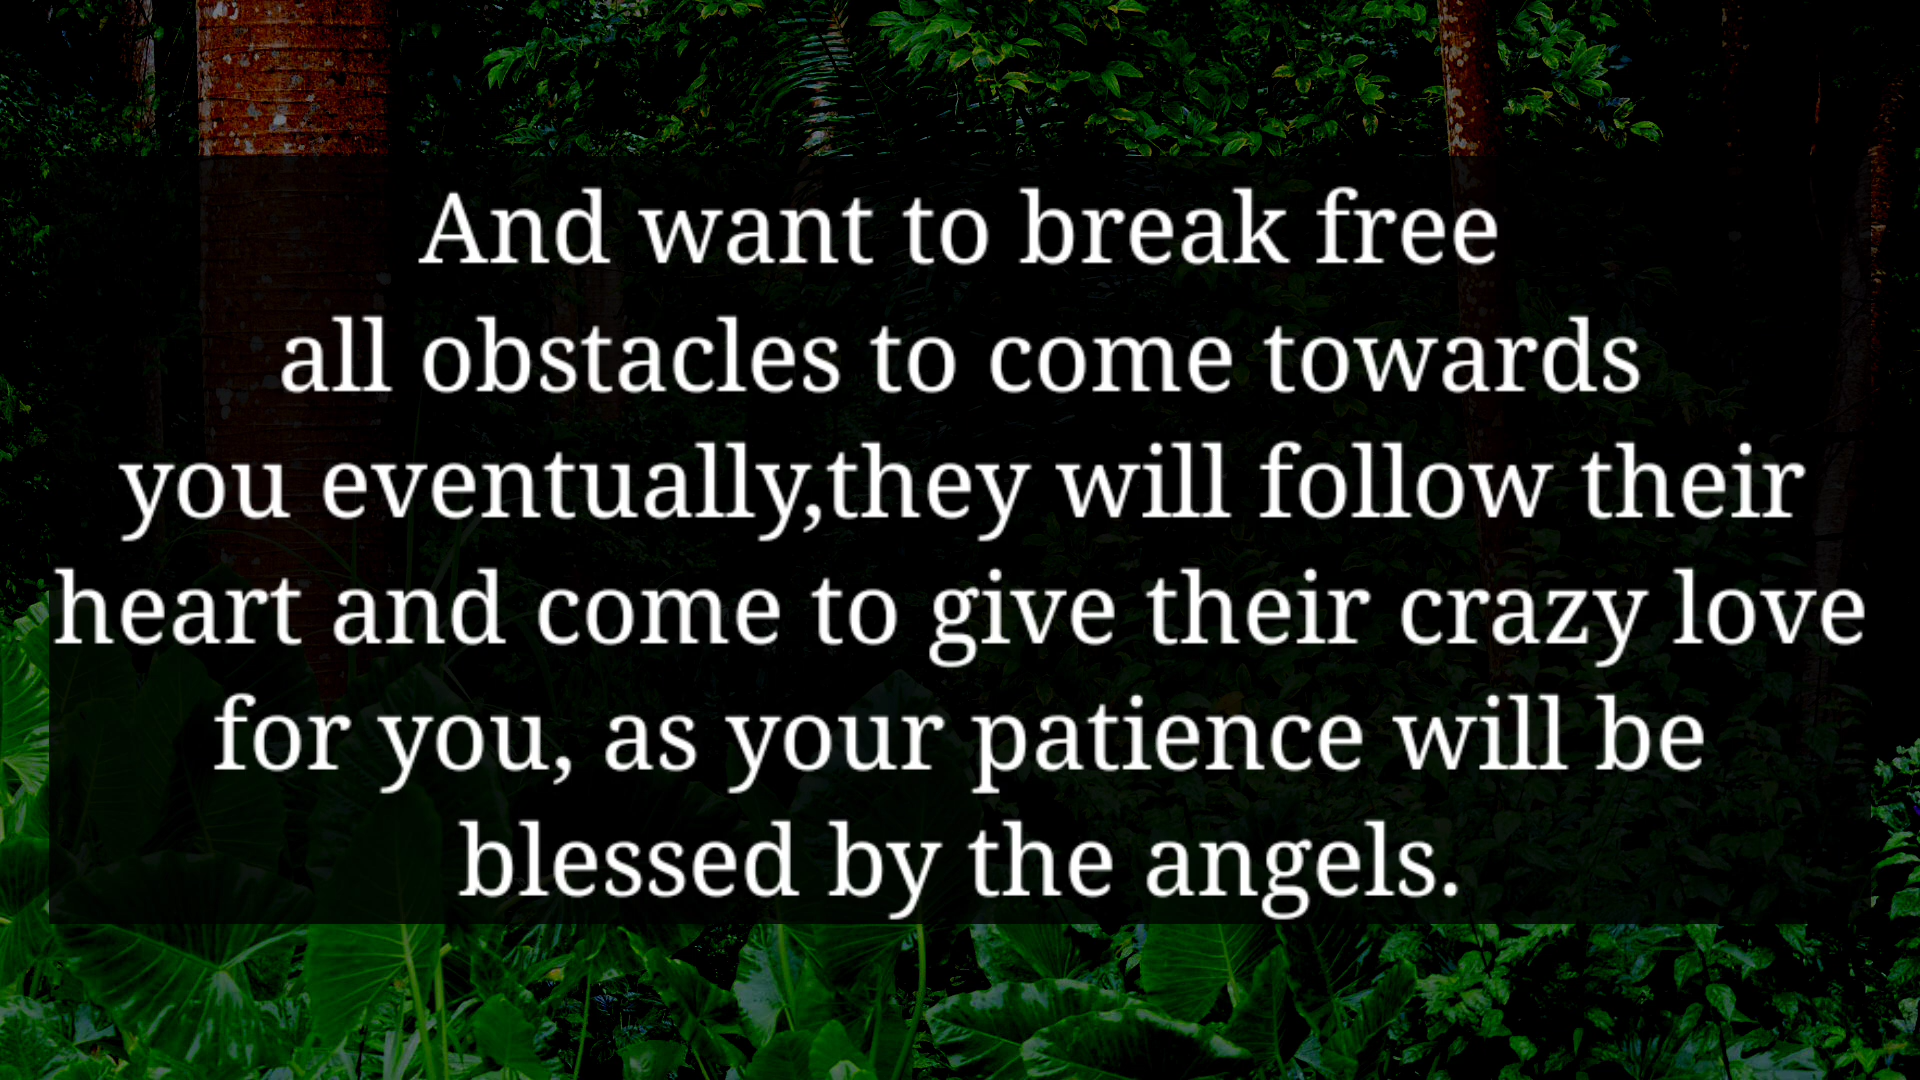 And want to break free
all obstacles to come towards
you eventually,they will follow their
heart and come to give their crazy love
for you, as your patience will be
blessed by the angels.